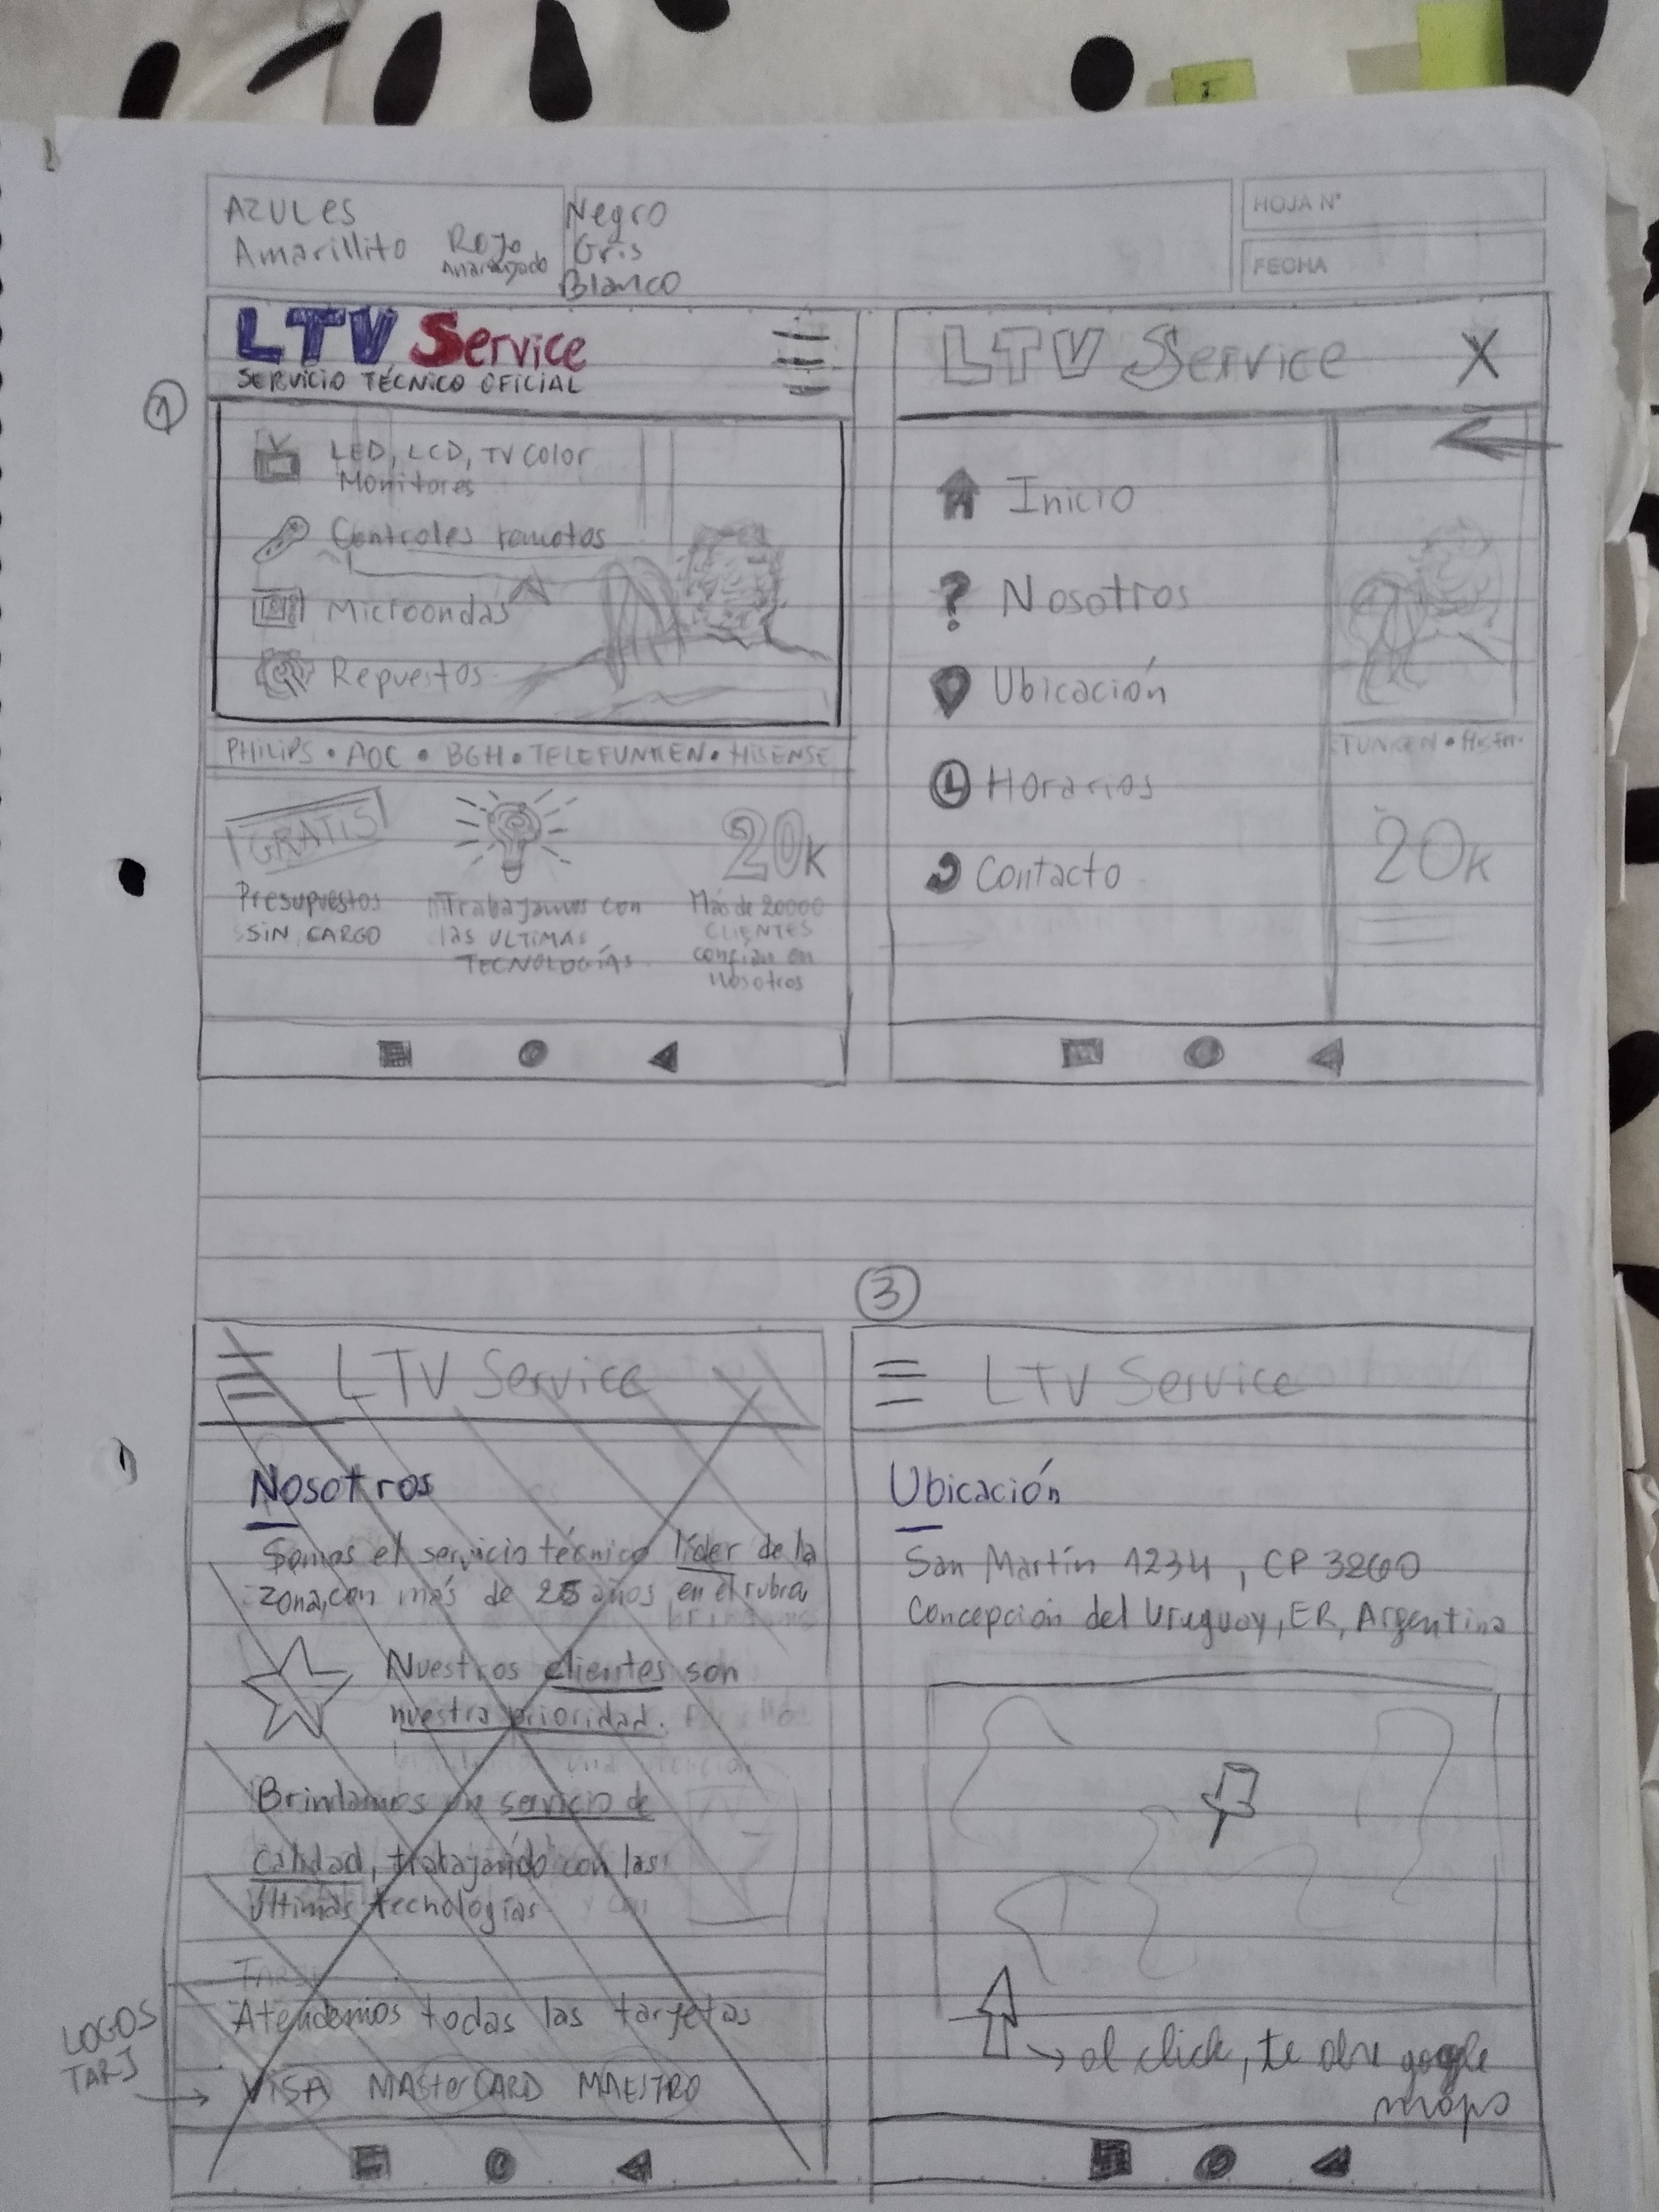 AZULES
Amarillito
Rojo
Anaranjado
Negro
Gris
Blanco
HOJA N°
FECHA
1
LTV Service
SERVICIO TÉCNICO OFICIAL
LED, LCD, TV Color
Monitores
Controles remotos
Microondas
Repuestos
PHILIPS • AOC • BGH • TELEFUNKEN • HISENSE
GRATIS
Presupuestos
SIN CARGO
Trabajamos con
las ULTIMAS
TECNOLOGÍAS
20K
Más de 20000
CLIENTES
confían en
nosotros
LTV Service
X
Inicio
? Nosotros
Ubicación
Horarios
Contacto
20K
LTV Service
Nosotros
Somos el servicio técnico líder de la
zona, con más de 25 años en el rubro
Nuestros clientes son
nuestra prioridad.
Brindamos un servicio de
calidad, trabajando con las
últimas tecnologías
Atendemos todas las tarjetas
LOGOS
TARJ
VISA MASterCARD MAESTRO
3
LTV Service
Ubicación
San Martín 1234, CP 3260
Concepción del Uruguay, ER, Argentina
al click, te abre google
maps